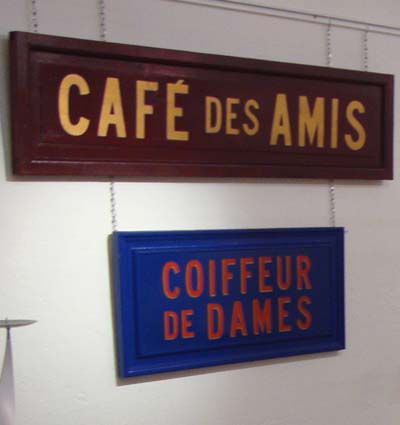 CAFÉ DES AMIS
COIFFEUR
DE DAMES